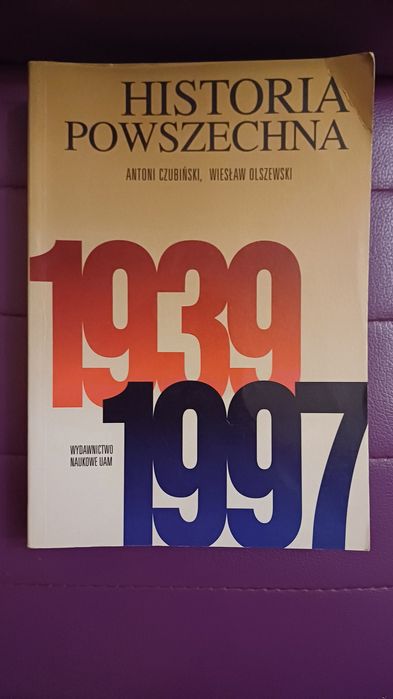 HISTORIA
POWSZECHNA
ANTONI CZUBIŃSKI, WIESŁAW OLSZEWSKI
1939
1997
WYDAWNICTWO
NAUKOWE UAM